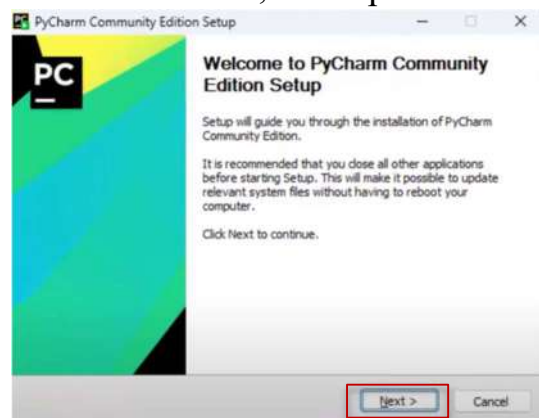 PyCharm Community Edition Setup
PC
Welcome to PyCharm Community
Edition Setup
Setup will guide you through the installation of PyCharm
Community Edition.
It is recommended that you close all other applications
before starting Setup. This will make it possible to update
relevant system files without having to reboot your
computer.
Click Next to continue.
Next >
Cancel